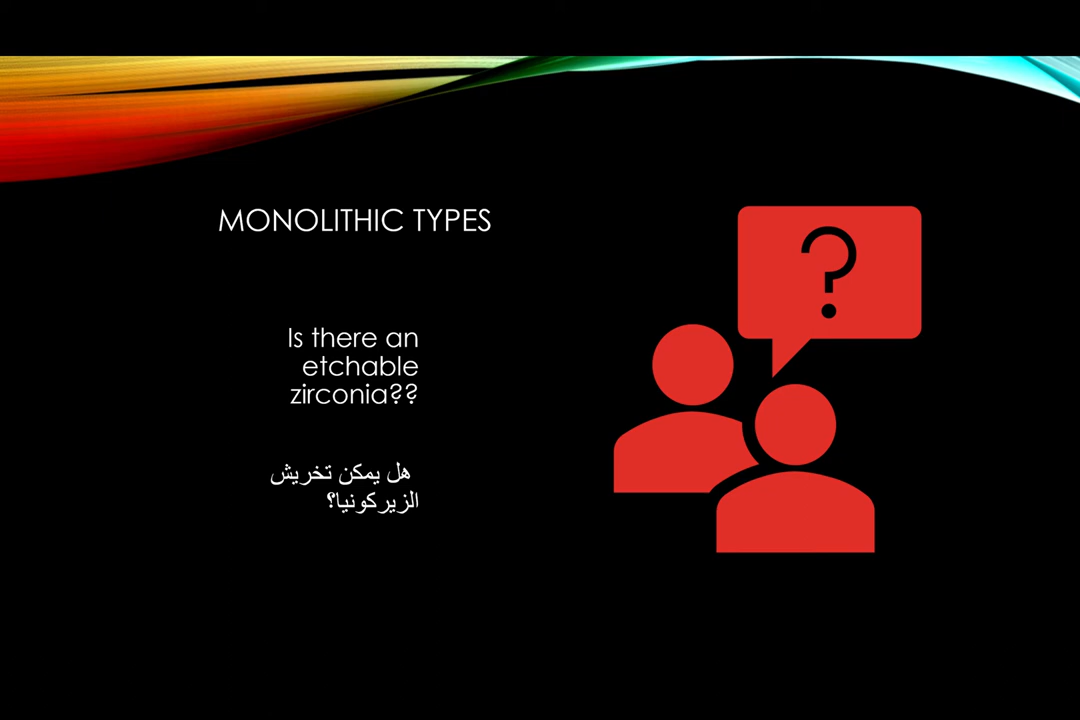 MONOLITHIC TYPES
Is there an
etchable
zirconia??
هل يمكن تخريش
الزيركونيا؟
?